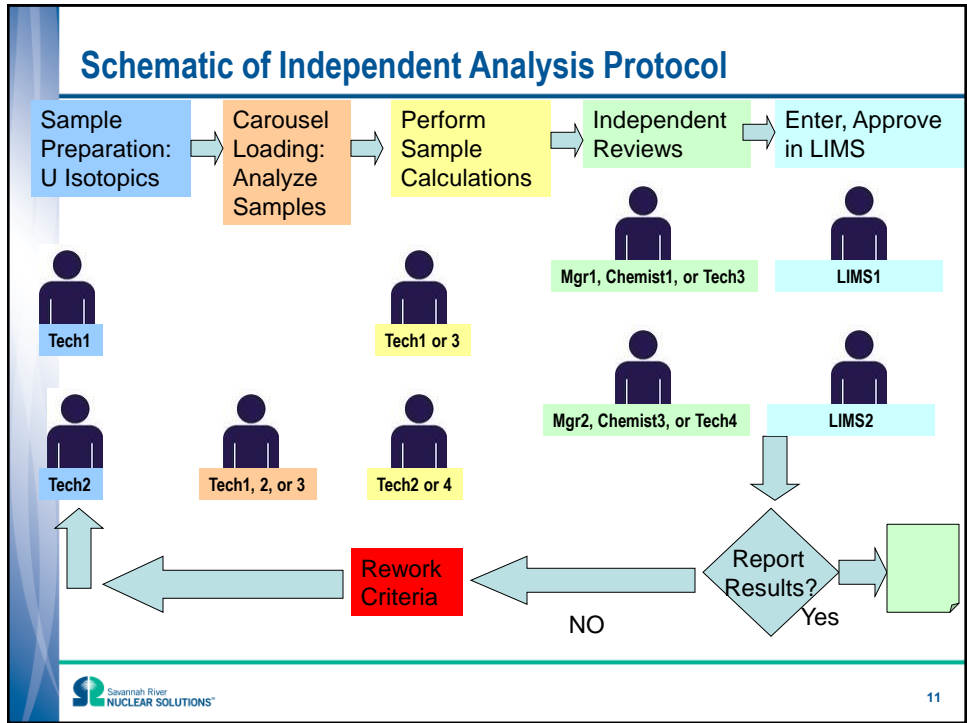 Schematic of Independent Analysis Protocol
Sample
Preparation:
U Isotopics
Carousel
Loading:
Analyze
Samples
Perform
Sample
Calculations
Independent
Reviews
Enter, Approve
in LIMS
Mgr1, Chemist1, or Tech3
LIMS1
Tech1
Tech1 or 3
Mgr2, Chemist3, or Tech4
LIMS2
Tech2
Tech1, 2, or 3
Tech2 or 4
Report
Results?
Rework
Criteria
NO
Yes
Savannah River
NUCLEAR SOLUTIONS™
11